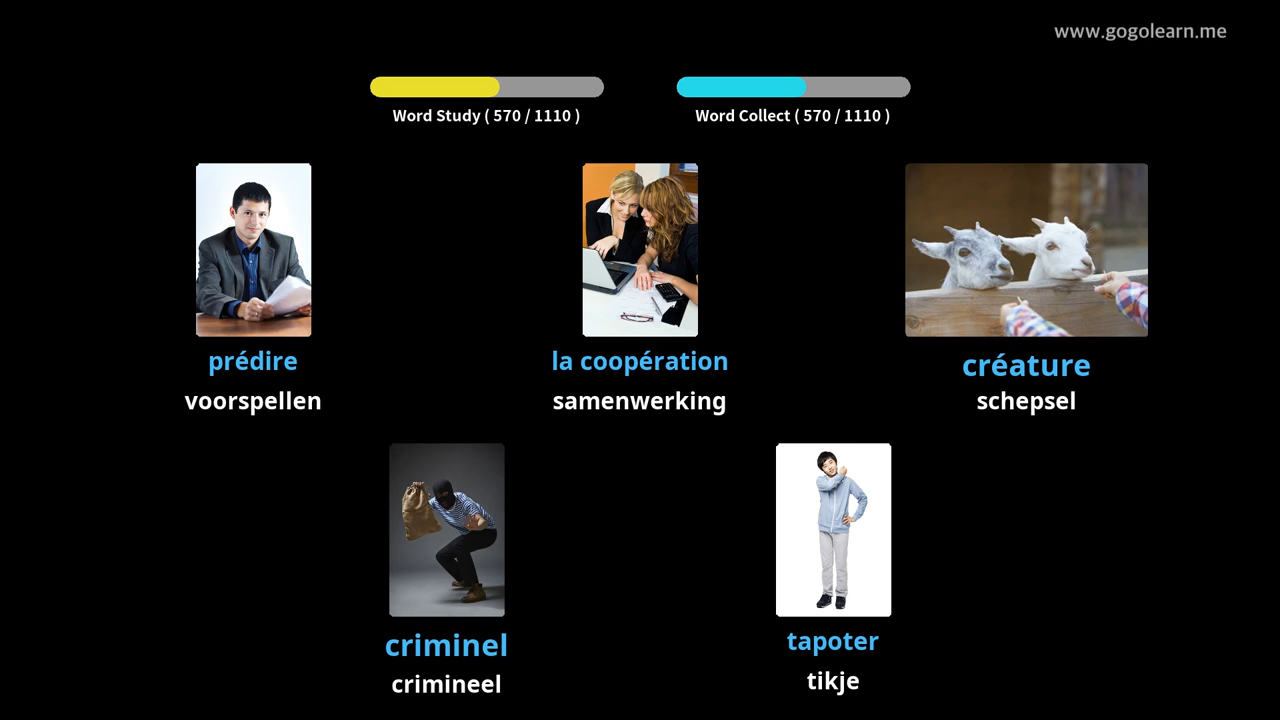 www.gogolearn.me
Word Study ( 570 / 1110 )
Word Collect ( 570 / 1110 )
prédire
voorspellen
la coopération
samenwerking
créature
schepsel
criminel
crimineel
tapoter
tikje